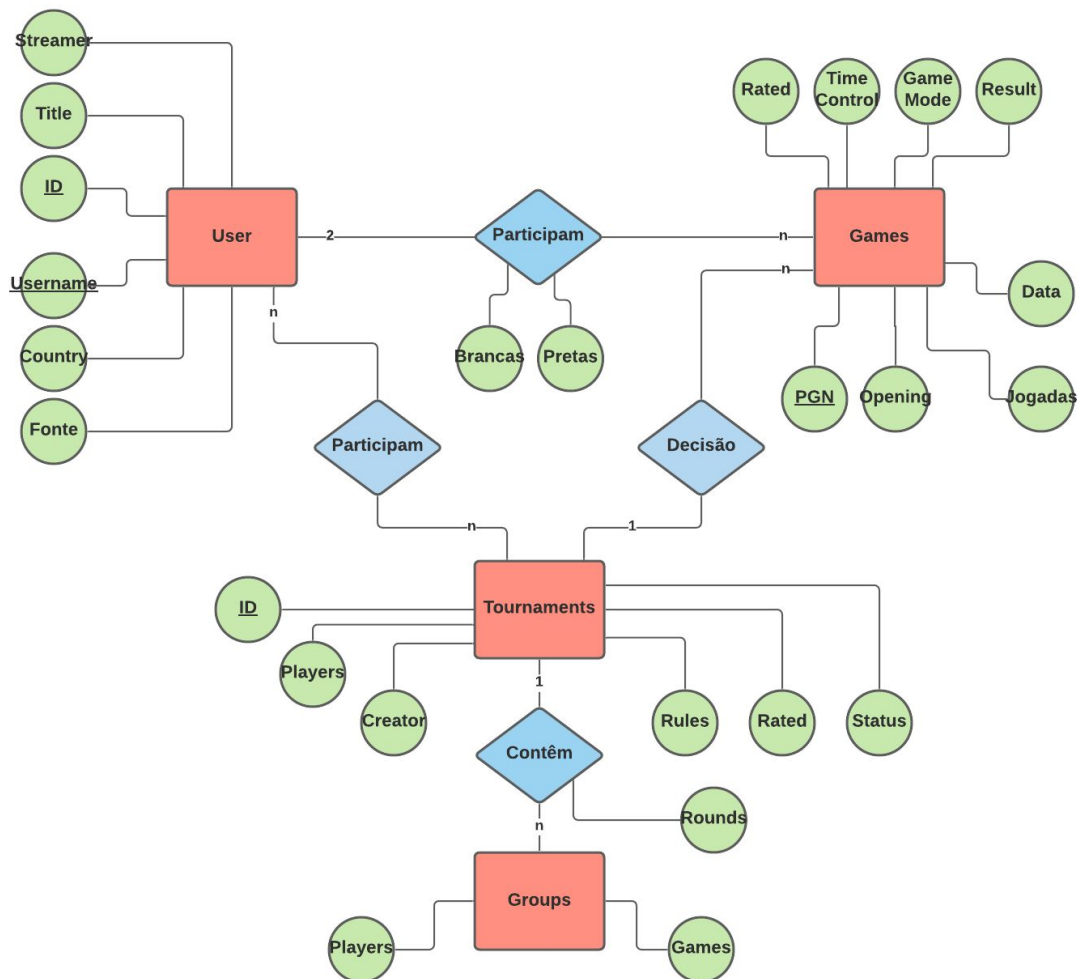 Streamer
Title
ID
Username
Country
Fonte
User
2
Participam
n
Brancas
Pretas
Rated
Time
Control
Game
Mode
Result
Games
n
Data
PGN
Opening
Jogadas
n
Participam
n
Decisão
1
Tournaments
ID
Players
Creator
Rules
Rated
Status
1
Contêm
n
Rounds
Groups
Players
Games